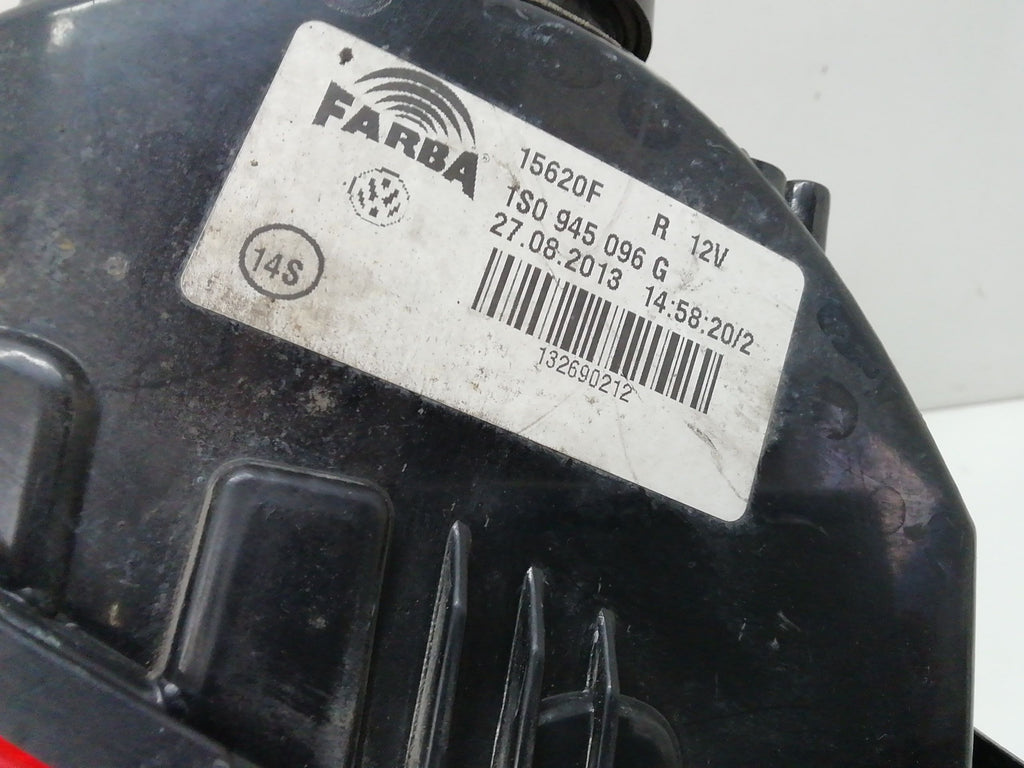 FARBA®
15620F R 12V
1S0 945 096 G
27.08.2013 14:58:20/2
14S
132690212